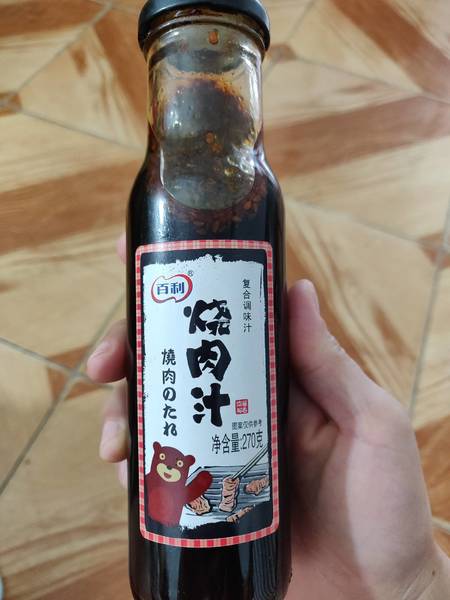 百利®
复合调味汁
烧肉汁
燒肉のたれ
图案仅供参考
净含量:270克